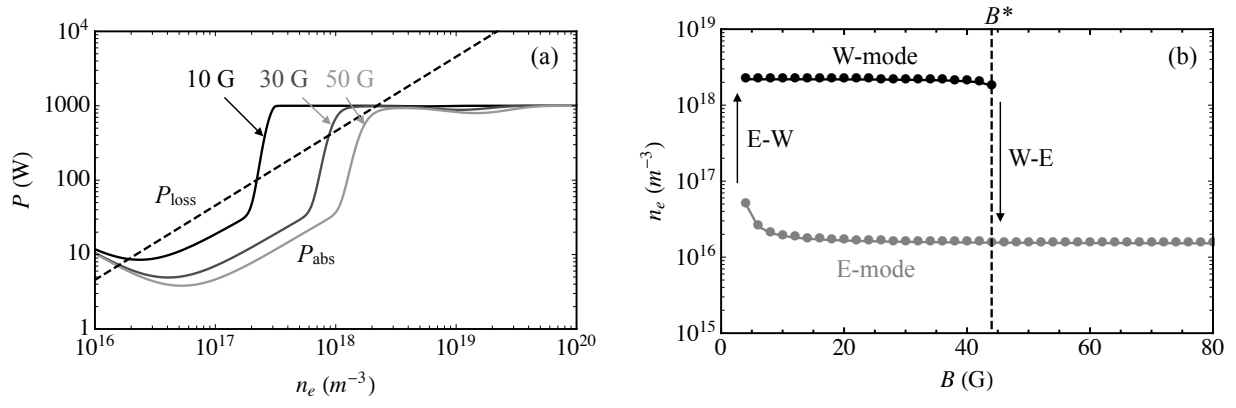 (a)
10 G 30 G 50 G
P_loss
P_abs
P (W)
10^4
1000
100
10
1
10^16 10^17 10^18 10^19 10^20
n_e (m^−3)
B*
(b)
W-mode
E-W
W-E
E-mode
n_e (m^−3)
10^19
10^18
10^17
10^16
10^15
0 20 40 60 80
B (G)